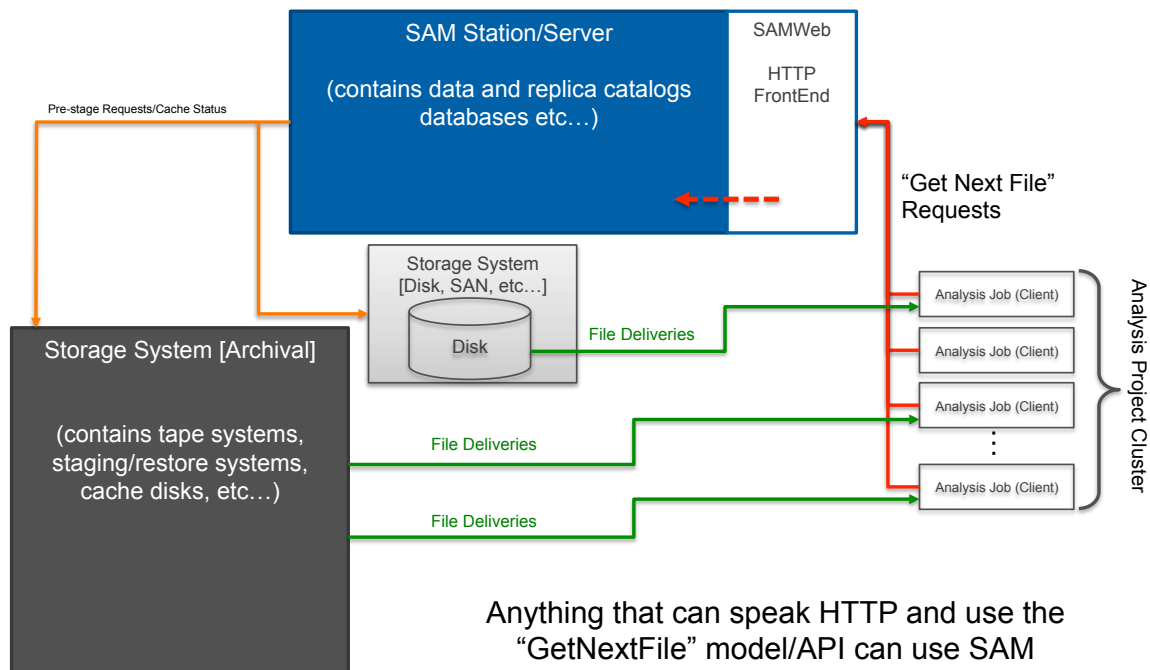 SAM Station/Server
(contains data and replica catalogs
databases etc…)
SAMWeb
HTTP
FrontEnd
Pre-stage Requests/Cache Status
“Get Next File”
Requests
Storage System
[Disk, SAN, etc…]
Disk
File Deliveries
Analysis Job (Client)
Analysis Job (Client)
Analysis Job (Client)
⋮
Analysis Job (Client)
Analysis Project Cluster
Storage System [Archival]
(contains tape systems,
staging/restore systems,
cache disks, etc…)
File Deliveries
File Deliveries
Anything that can speak HTTP and use the
“GetNextFile” model/API can use SAM